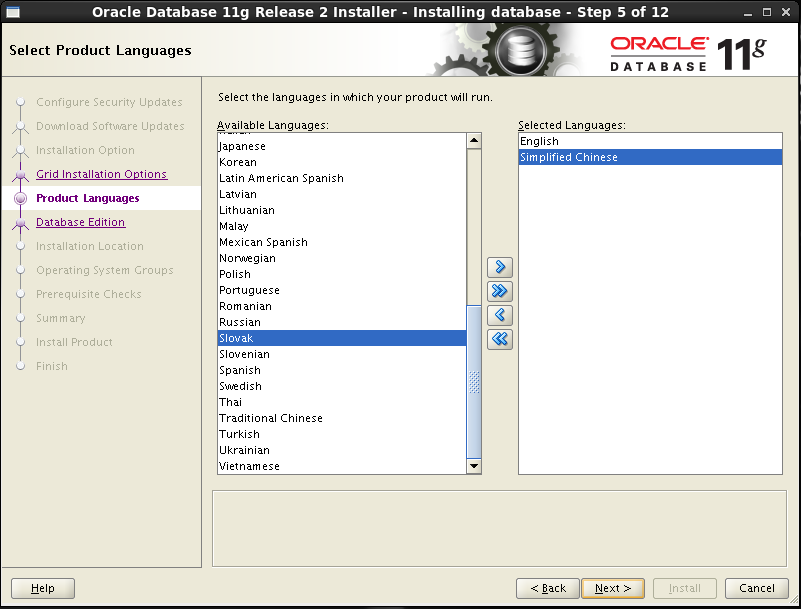 Oracle Database 11g Release 2 Installer - Installing database - Step 5 of 12
Select Product Languages
ORACLE
DATABASE
11g
Configure Security Updates
Download Software Updates
Installation Option
Grid Installation Options
Product Languages
Database Edition
Installation Location
Operating System Groups
Prerequisite Checks
Summary
Install Product
Finish
Select the languages in which your product will run.
Available Languages:
Japanese
Korean
Latin American Spanish
Latvian
Lithuanian
Malay
Mexican Spanish
Norwegian
Polish
Portuguese
Romanian
Russian
Slovak
Slovenian
Spanish
Swedish
Thai
Traditional Chinese
Turkish
Ukrainian
Vietnamese
Selected Languages:
English
Simplified Chinese
Help
< Back
Next >
Install
Cancel